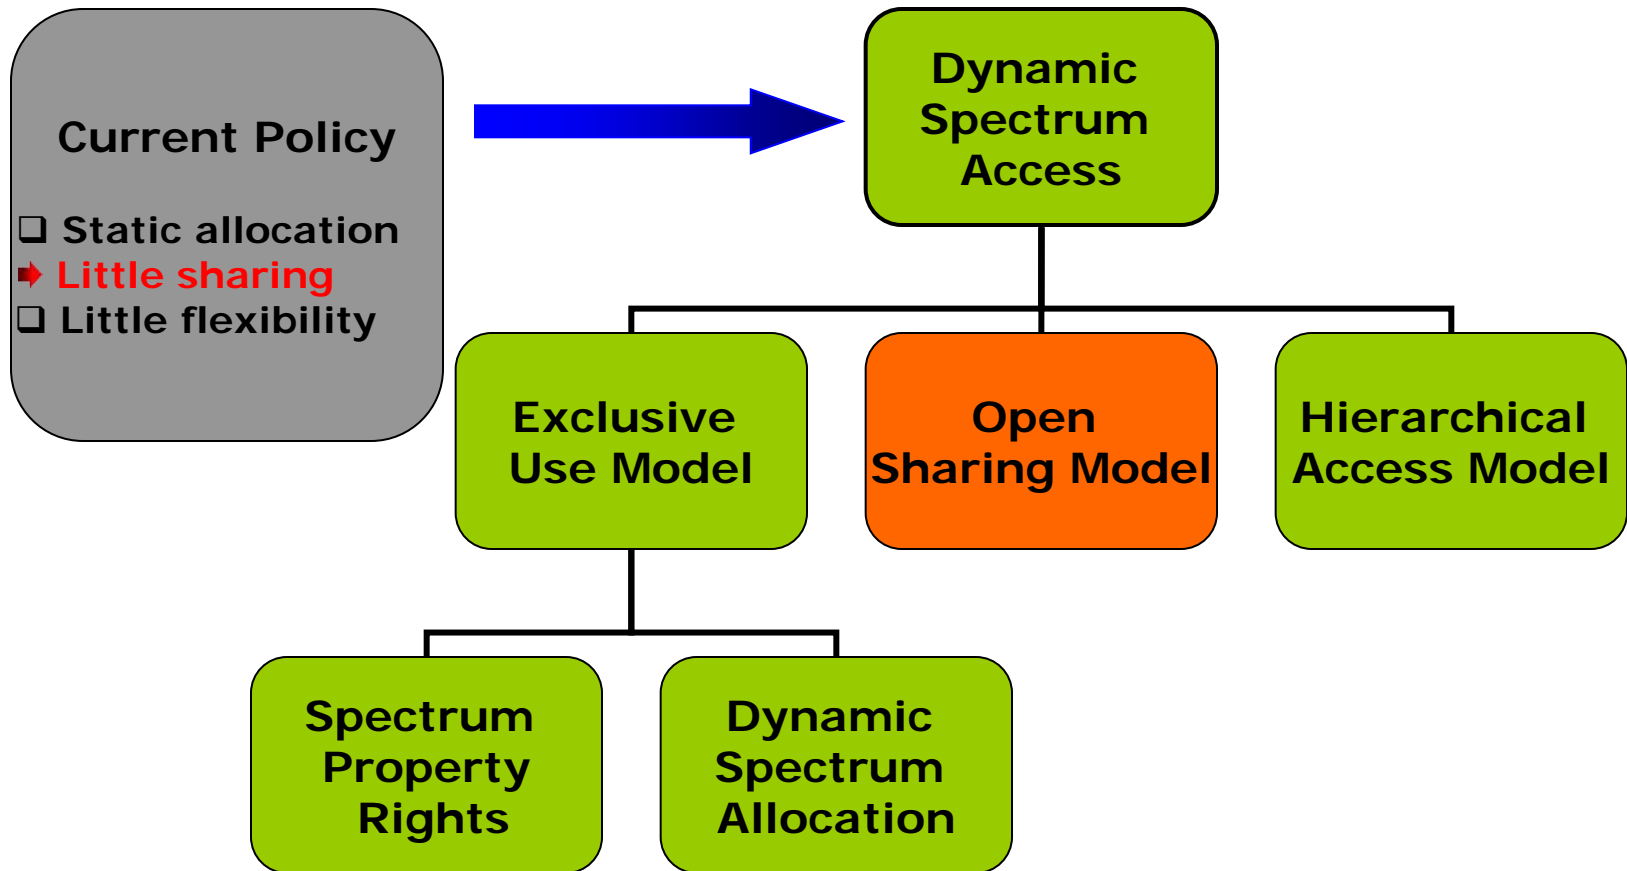 Current Policy
❑ Static allocation
➧ Little sharing
❑ Little flexibility
Dynamic
Spectrum
Access
Exclusive
Use Model
Open
Sharing Model
Hierarchical
Access Model
Spectrum
Property
Rights
Dynamic
Spectrum
Allocation